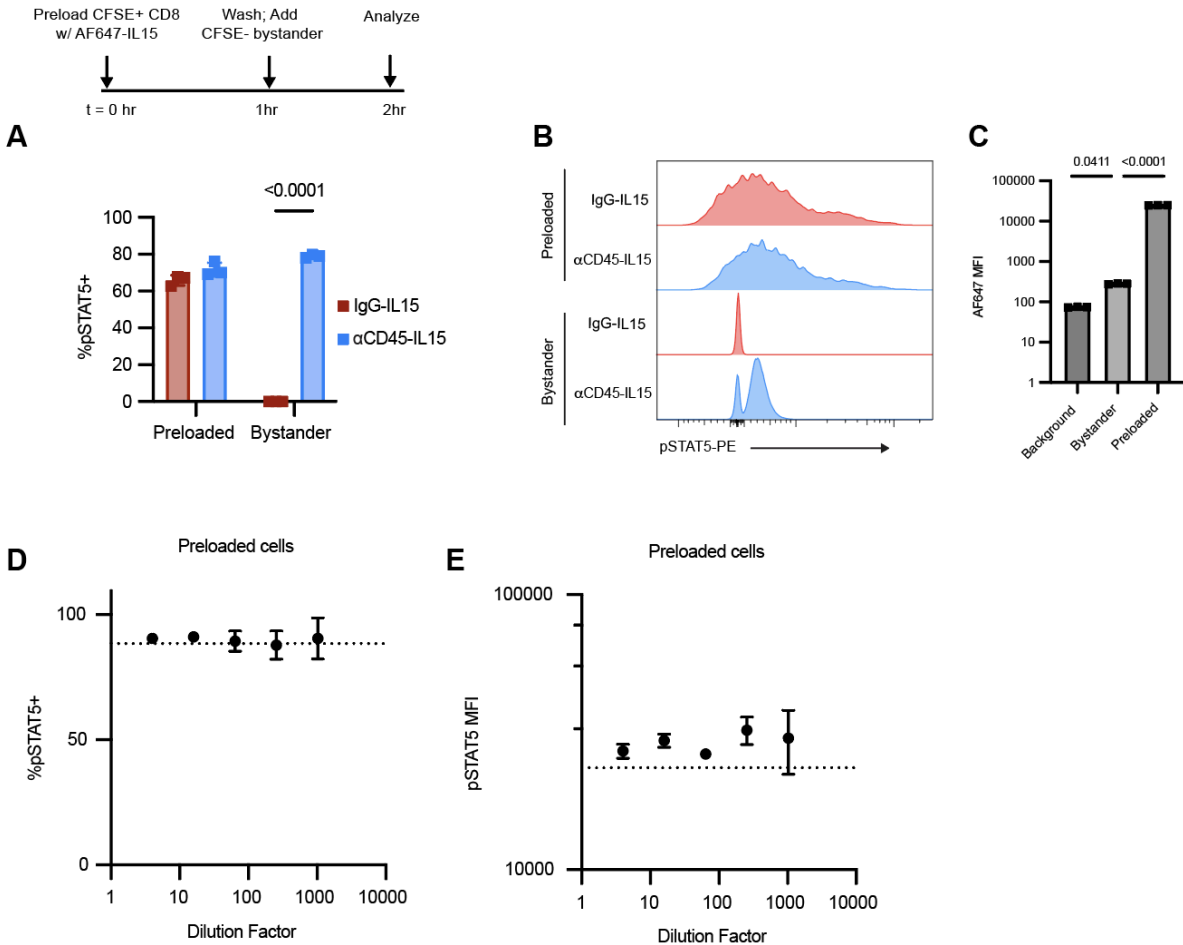 Preload CFSE+ CD8
w/ AF647-IL15
Wash; Add
CFSE- bystander
Analyze
t = 0 hr
1hr
2hr
A
<0.0001
100
80
60
40
20
0
%pSTAT5+
Preloaded
Bystander
IgG-IL15
αCD45-IL15
B
Preloaded
IgG-IL15
αCD45-IL15
Bystander
IgG-IL15
αCD45-IL15
pSTAT5-PE
C
0.0411
<0.0001
100000
10000
1000
100
10
1
AF647 MFI
Background
Bystander
Preloaded
D
Preloaded cells
100
50
0
%pSTAT5+
1
10
100
1000
10000
Dilution Factor
E
Preloaded cells
100000
10000
pSTAT5 MFI
1
10
100
1000
10000
Dilution Factor